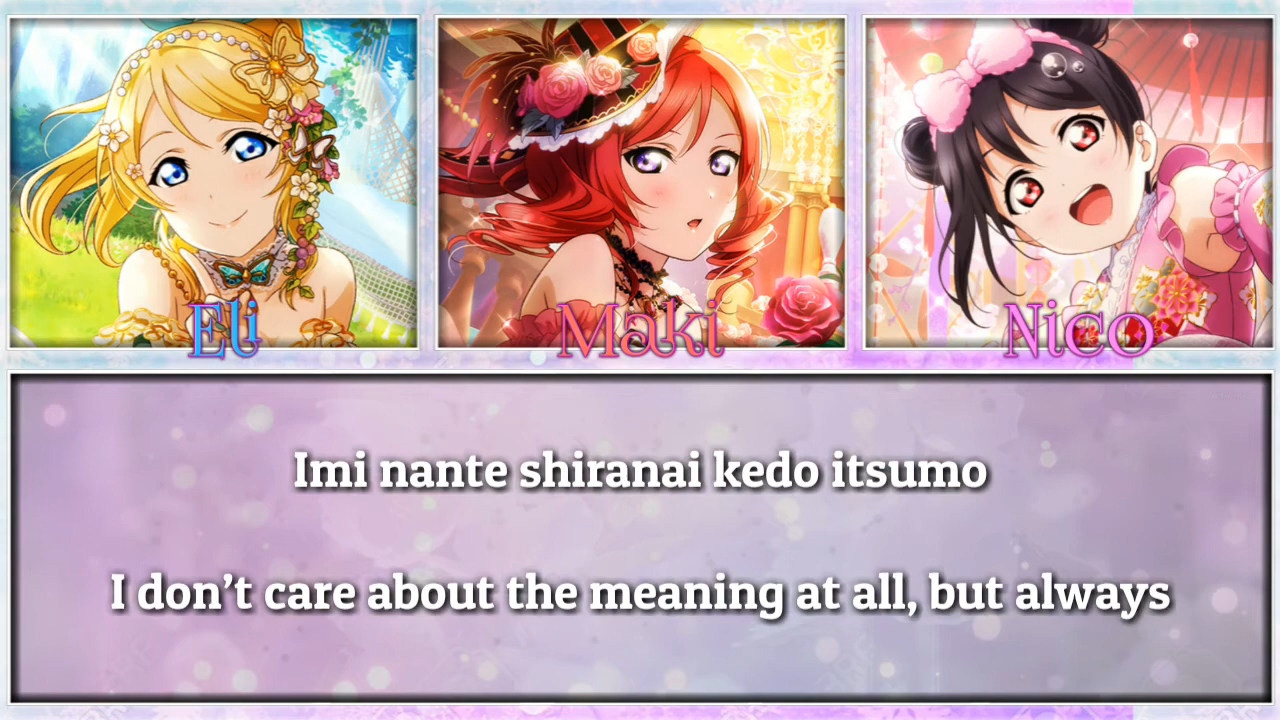 Eli
Maki
Nico
Imi nante shiranai kedo itsumo
I don't care about the meaning at all, but always